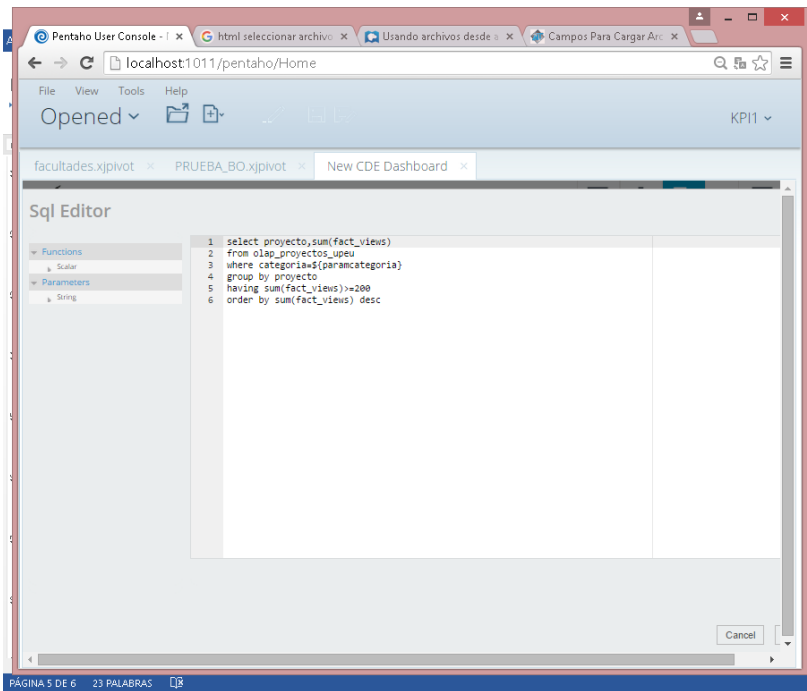 Pentaho User Console -
html seleccionar archivo
Usando archivos desde
Campos Para Cargar Arc
localhost:1011/pentaho/Home
File View Tools Help
Opened
KPI1
facultades.xjpivot
PRUEBA_BO.xjpivot
New CDE Dashboard
Sql Editor
Functions
Scalar
Parameters
String
1 select proyecto,sum(fact_views)
2 from olap_proyectos_upeu
3 where categoria=${paramcategoria}
4 group by proyecto
5 having sum(fact_views)>=200
6 order by sum(fact_views) desc
Cancel
PÁGINA 5 DE 6 23 PALABRAS